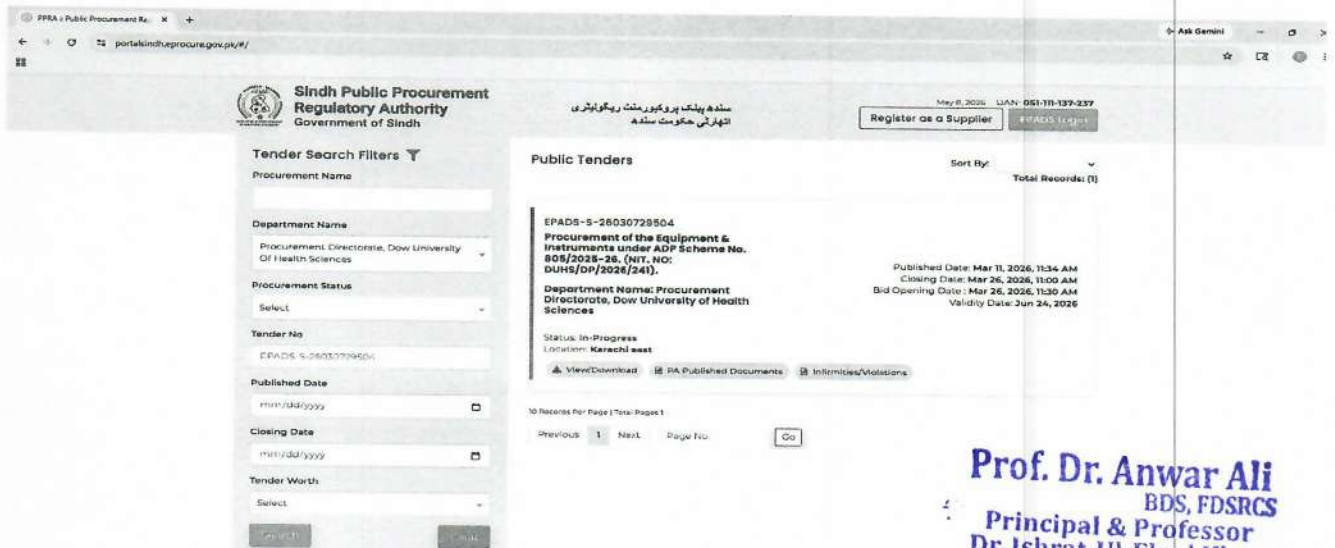 PPRA : Public Procurement Re
portalsindh.eprocure.gov.pk/#/
Ask Gemini
Sindh Public Procurement
Regulatory Authority
Government of Sindh
سندھ پبلک پروکیورمنٹ ریگولیٹری
اتھارٹی حکومت سندھ
May 8, 2026 UAN: 051-111-137-237
Register as a Supplier
EPADS Login
Tender Search Filters
Procurement Name
Department Name
Procurement Directorate, Dow University
Of Health Sciences
Procurement Status
Select
Tender No
EPADS-S-26030729504
Published Date
mm/dd/yyyy
Closing Date
mm/dd/yyyy
Tender Worth
Select
Search
Public Tenders
Sort By:
Total Records: (1)
EPADS-S-26030729504
Procurement of the Equipment &
Instruments under ADP Scheme No.
805/2025-26. (NIT. NO:
DUHS/DP/2026/241).
Department Name: Procurement
Directorate, Dow University of Health
Sciences
Status: In-Progress
Location: Karachi east
Published Date: Mar 11, 2026, 11:34 AM
Closing Date: Mar 26, 2026, 11:00 AM
Bid Opening Date : Mar 26, 2026, 11:30 AM
Validity Date: Jun 24, 2026
View/Download PA Published Documents Infirmities/Violations
10 Records Per Page | Total Pages 1
Previous 1 Next Page No. Go
Prof. Dr. Anwar Ali
BDS, FDSRCS
Principal & Professor